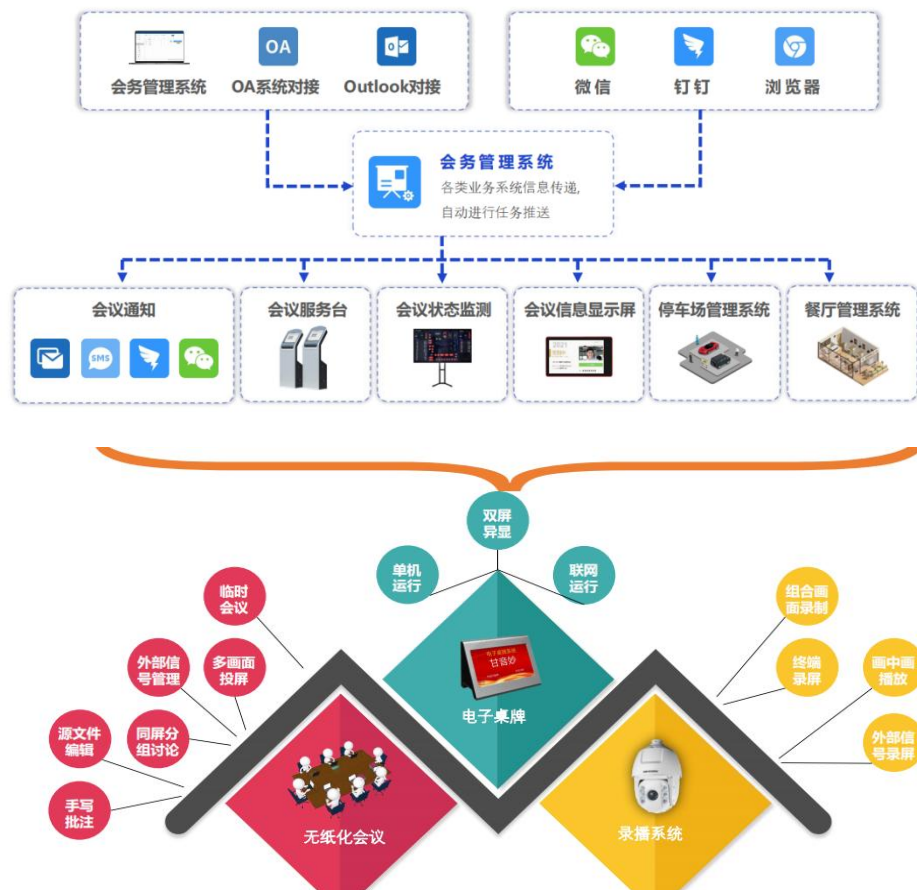 OA
会务管理系统
OA系统对接
Outlook对接
微信
钉钉
浏览器
会务管理系统
各类业务系统信息传递,
自动进行任务推送
会议通知
SMS
会议服务台
会议状态监测
会议信息显示屏
2021
停车场管理系统
餐厅管理系统
双屏
异显
单机
运行
联网
运行
临时
会议
组合画
面录制
外部信
号管理
多画面
投屏
终端
录屏
画中画
播放
源文件
编辑
同屏分
组讨论
外部信
号录屏
手写
批注
甘音妙
电子桌牌
无纸化会议
录播系统